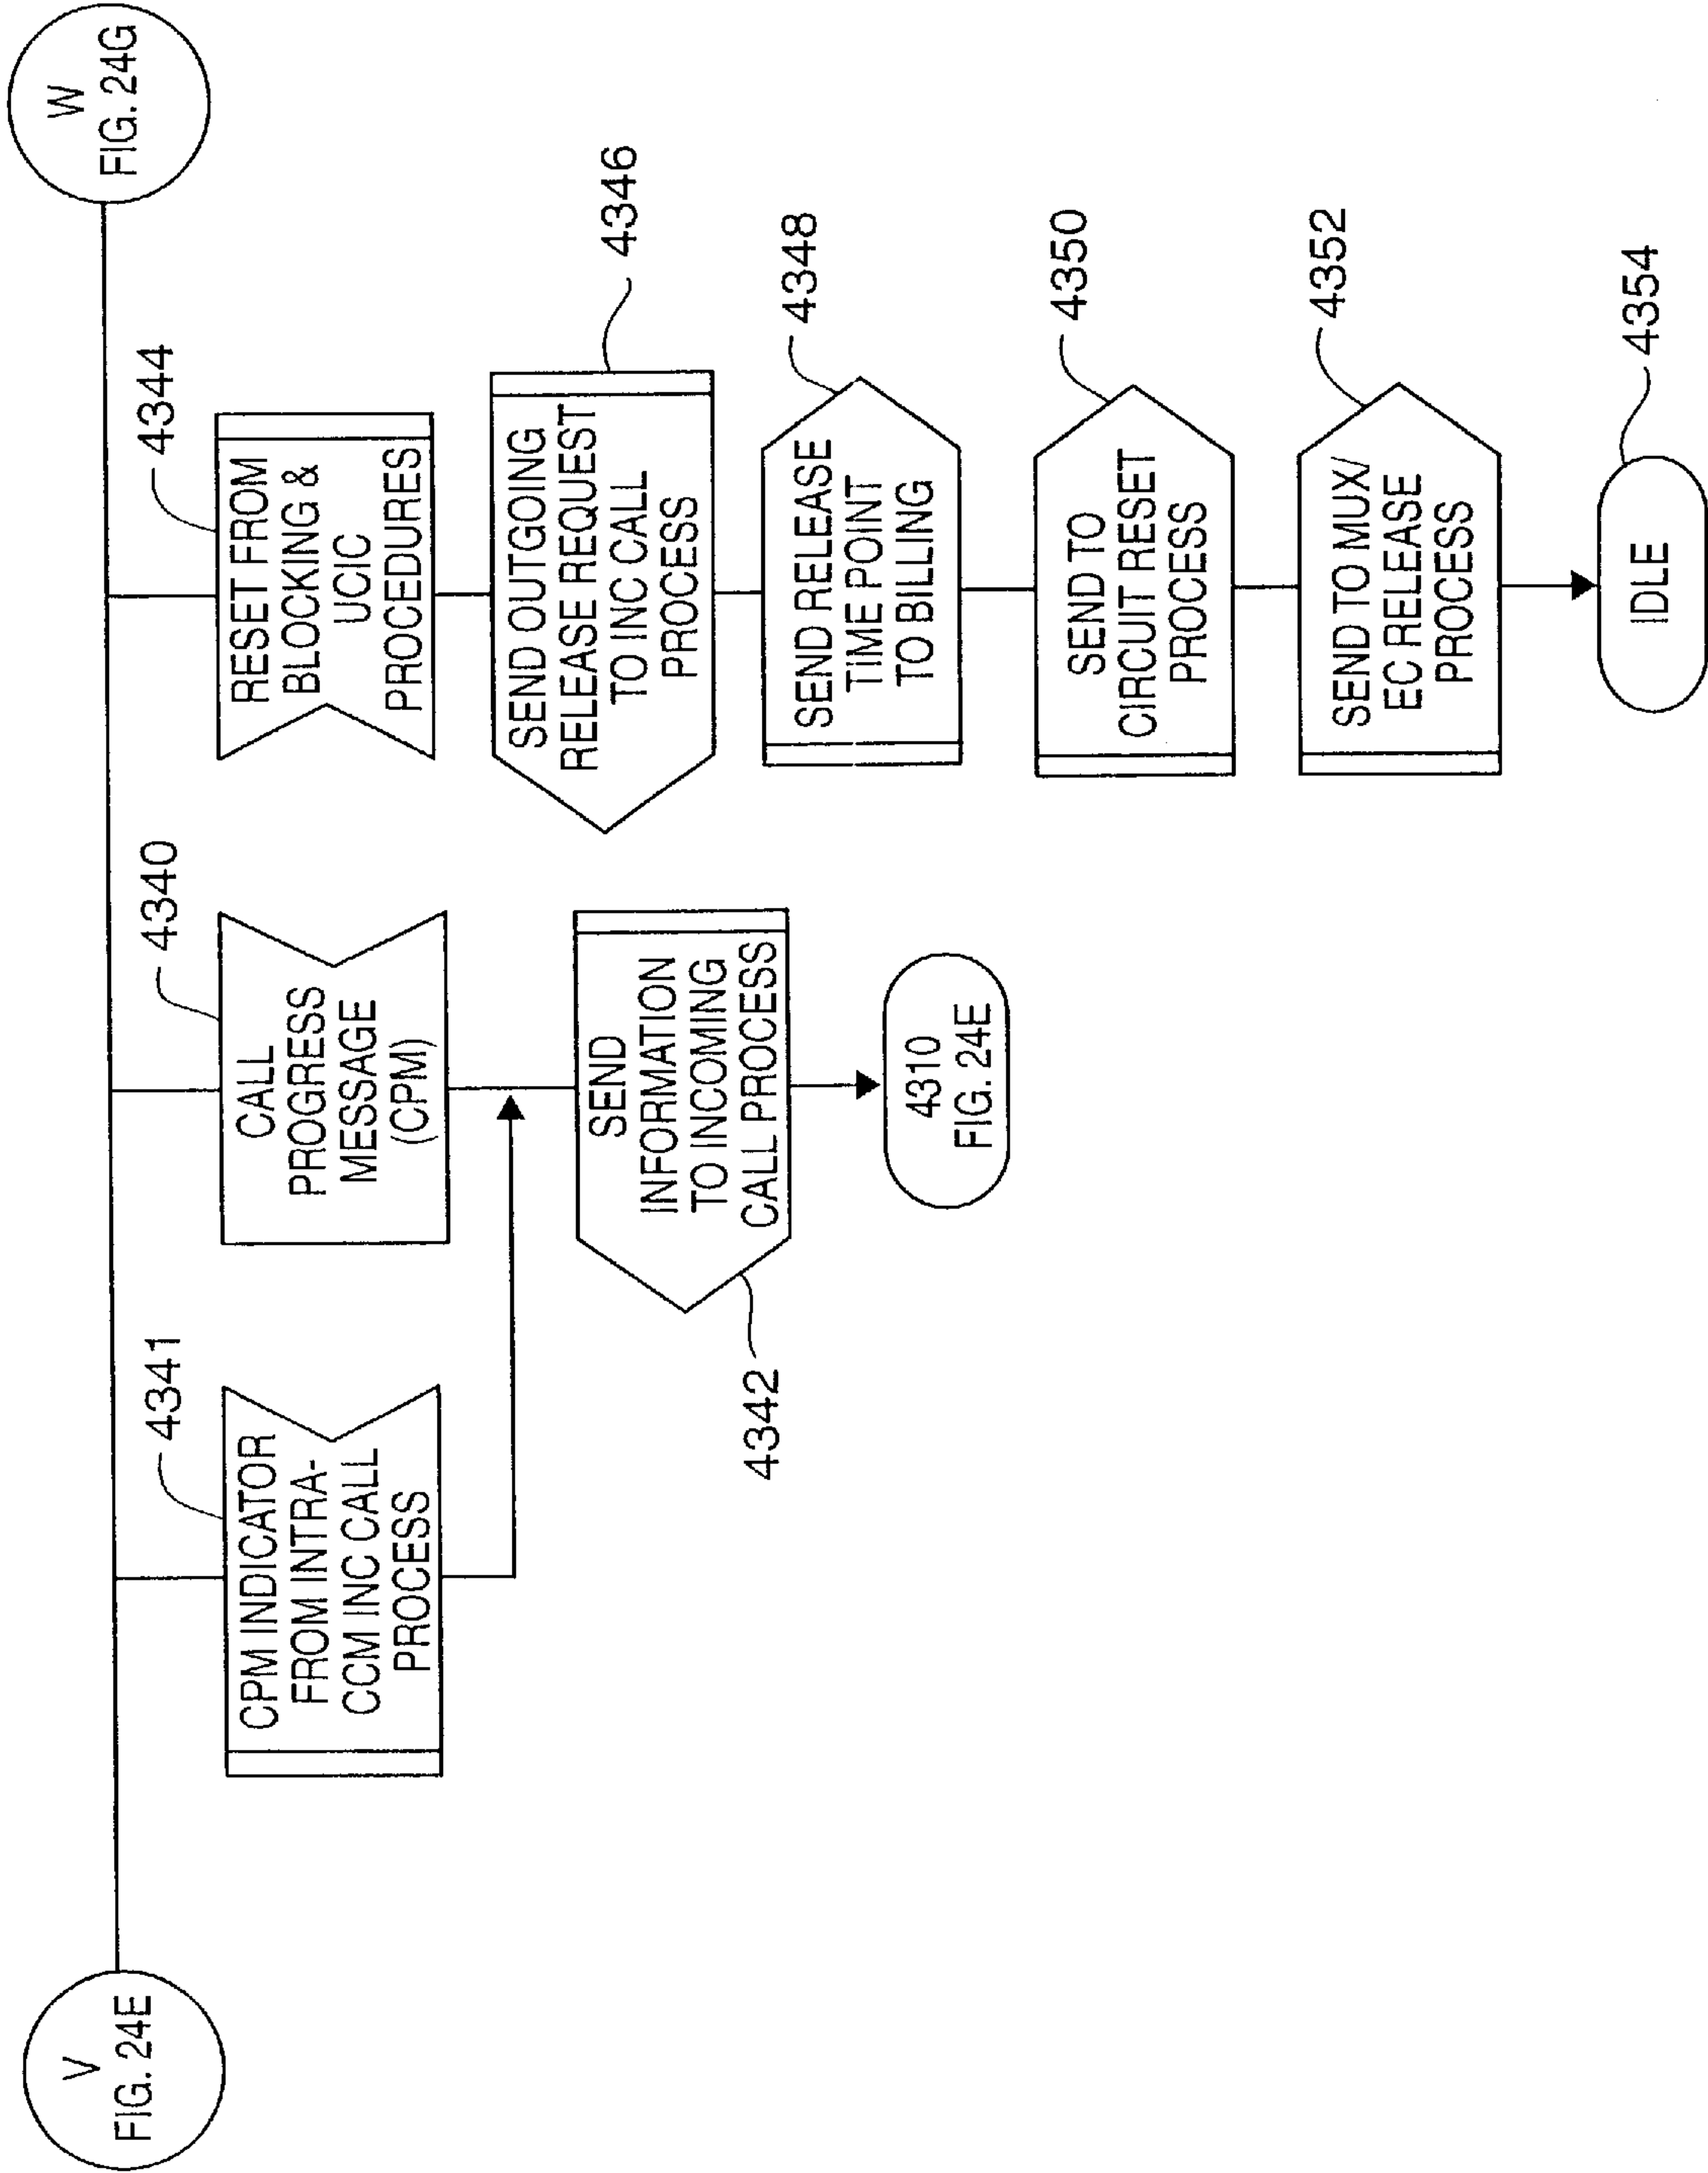 V
FIG. 24E
W
FIG. 24G
4341
CPM INDICATOR
FROM INTRA-
CCM INC CALL
PROCESS
4340
CALL
PROGRESS
MESSAGE
(CPM)
4342
SEND
INFORMATION
TO INCOMING
CALL PROCESS
4310
FIG. 24E
4344
RESET FROM
BLOCKING &
UCIC
PROCEDURES
4346
SEND OUTGOING
RELEASE REQUEST
TO INC CALL
PROCESS
4348
SEND RELEASE
TIME POINT
TO BILLING
4350
SEND TO
CIRCUIT RESET
PROCESS
4352
SEND TO MUX/
EC RELEASE
PROCESS
4354
IDLE